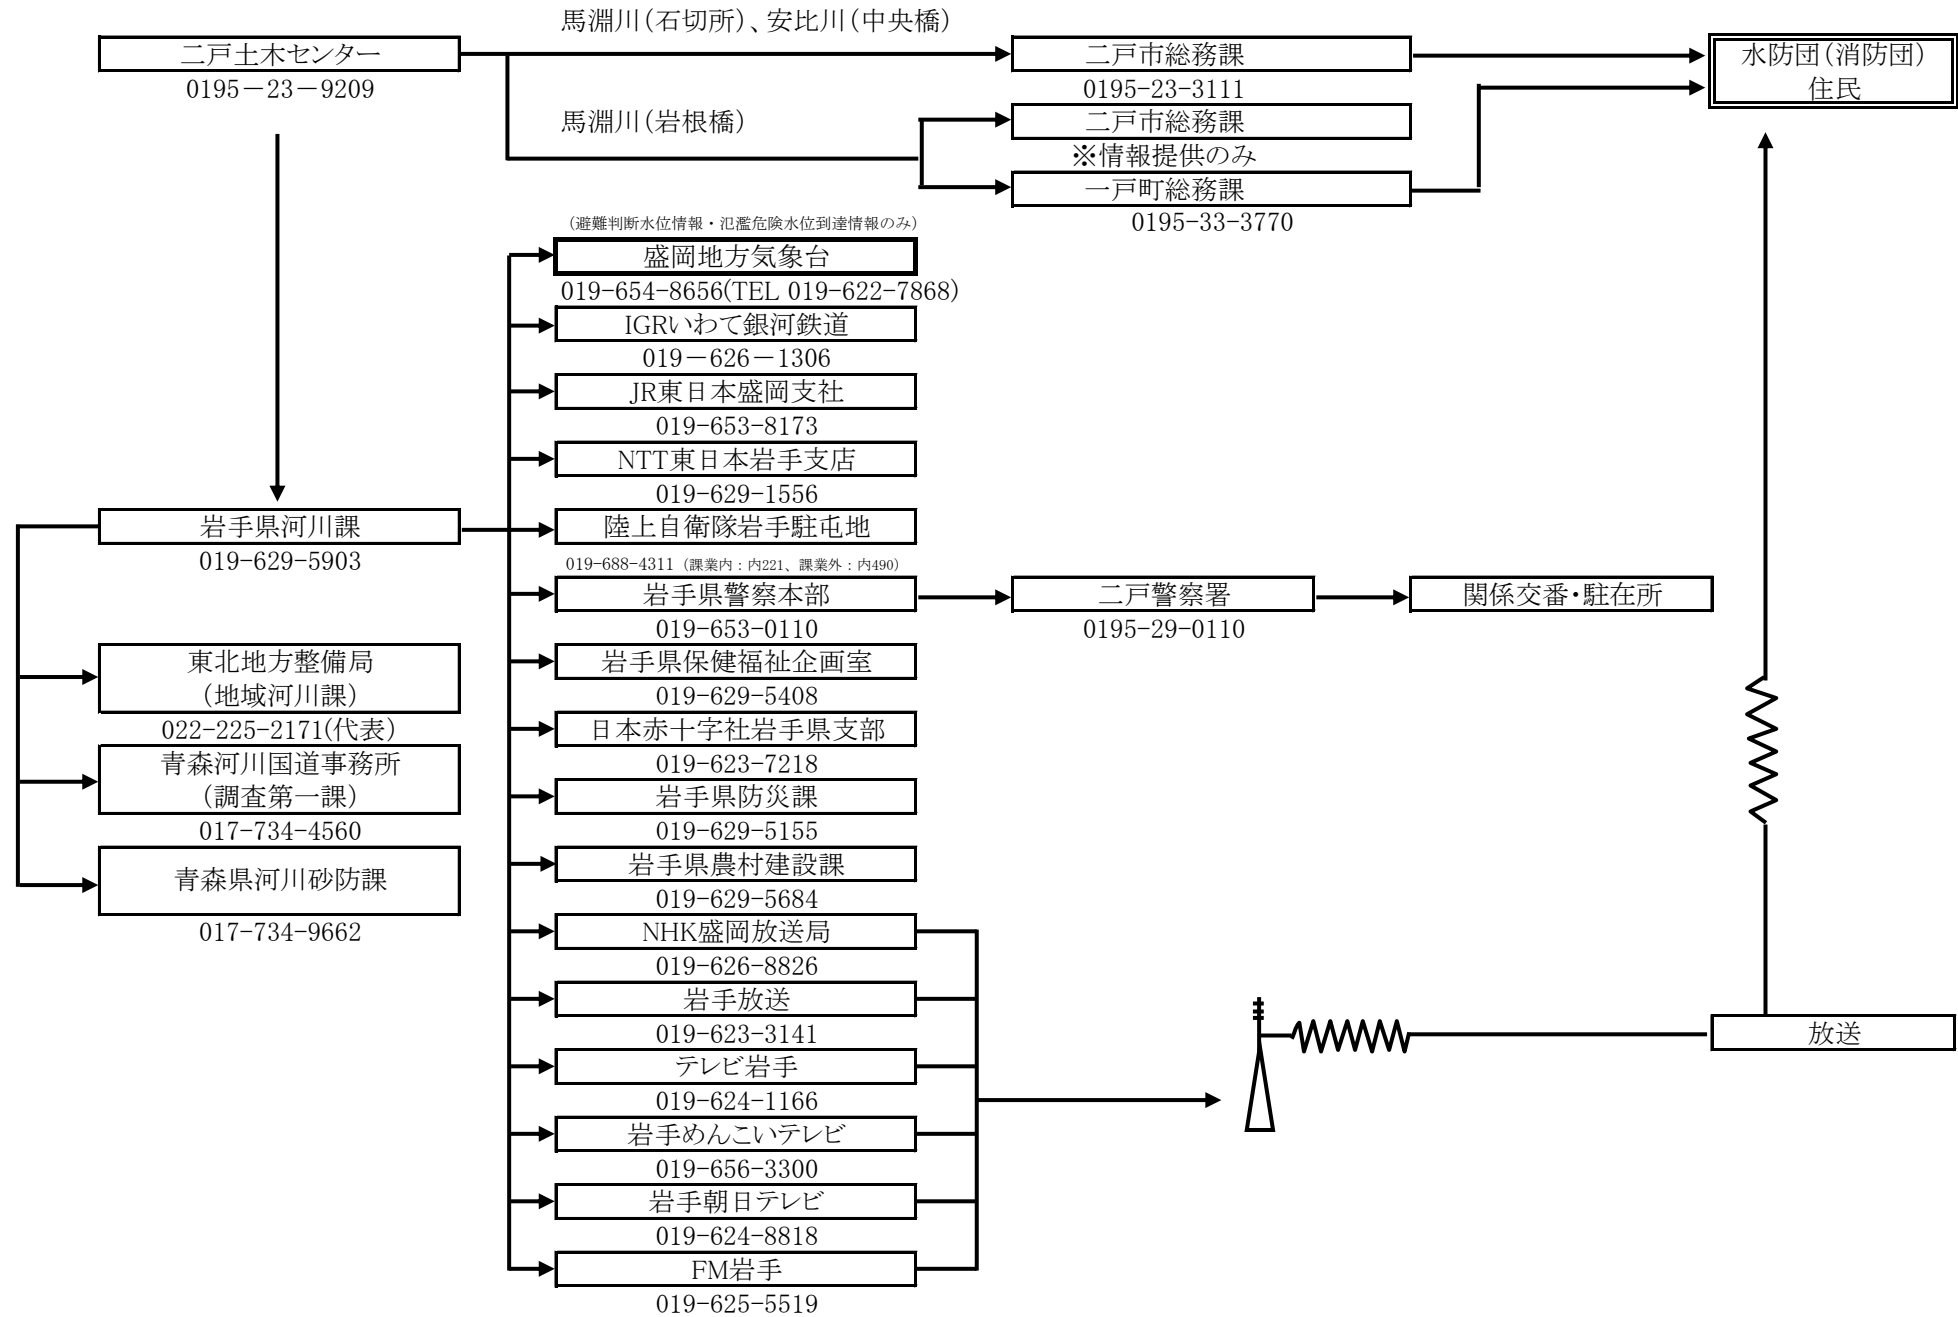 馬淵川（石切所）、安比川（中央橋）
二戸土木センター
0195－23－9209
二戸市総務課
0195-23-3111
水防団（消防団）
住民
馬淵川（岩根橋）
二戸市総務課
※情報提供のみ
一戸町総務課
0195-33-3770
（避難判断水位情報・氾濫危険水位到達情報のみ）
盛岡地方気象台
019-654-8656(TEL 019-622-7868)
IGRいわて銀河鉄道
019－626－1306
JR東日本盛岡支社
019-653-8173
NTT東日本岩手支店
019-629-1556
岩手県河川課
019-629-5903
陸上自衛隊岩手駐屯地
019-688-4311（課業内：内221、課業外：内490）
岩手県警察本部
019-653-0110
二戸警察署
0195-29-0110
関係交番・駐在所
東北地方整備局
（地域河川課）
022-225-2171(代表）
青森河川国道事務所
（調査第一課）
017-734-4560
青森県河川砂防課
017-734-9662
岩手県保健福祉企画室
019-629-5408
日本赤十字社岩手県支部
019-623-7218
岩手県防災課
019-629-5155
岩手県農村建設課
019-629-5684
NHK盛岡放送局
019-626-8826
岩手放送
019-623-3141
テレビ岩手
019-624-1166
岩手めんこいテレビ
019-656-3300
岩手朝日テレビ
019-624-8818
FM岩手
019-625-5519
放送